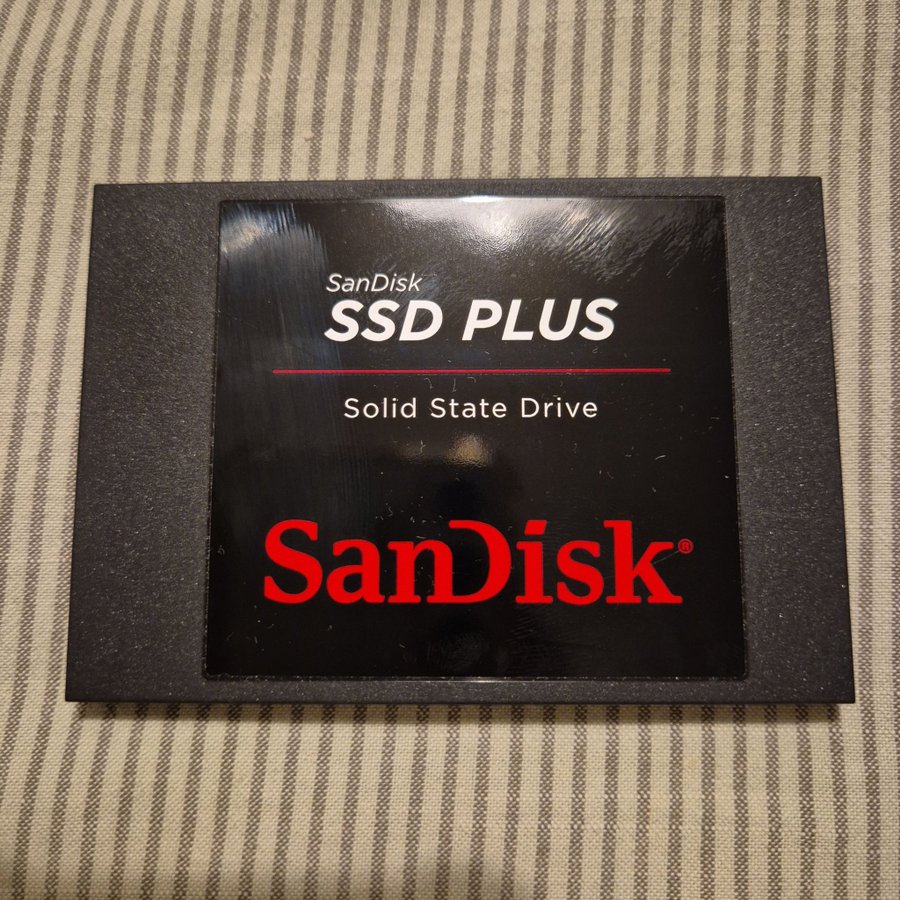 SanDisk
SSD PLUS
Solid State Drive
SanDisk®